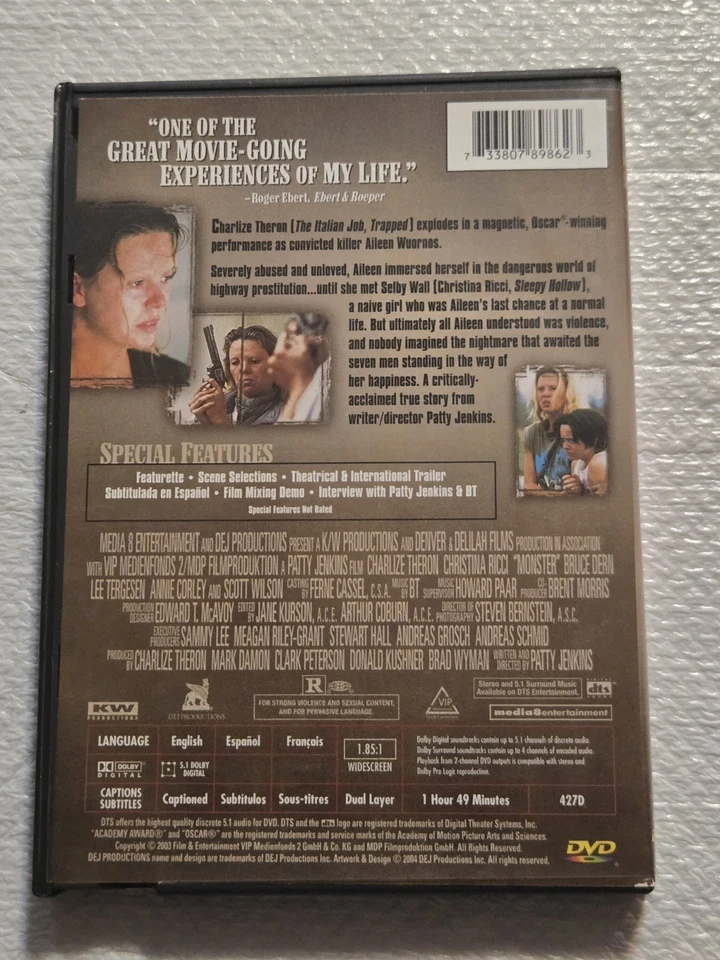 “ONE OF THE
GREAT MOVIE-GOING
EXPERIENCES OF MY LIFE.”
–Roger Ebert, Ebert & Roeper
7 33807 89862 3
Charlize Theron [The Italian Job, Trapped] explodes in a magnetic, Oscar®-winning
performance as convicted killer Aileen Wuornos.
Severely abused and unloved, Aileen immersed herself in the dangerous world of
highway prostitution...until she met Selby Wall [Christina Ricci, Sleepy Hollow],
a naive girl who was Aileen's last chance at a normal
life. But ultimately all Aileen understood was violence,
and nobody imagined the nightmare that awaited the
seven men standing in the way of
her happiness. A critically-
acclaimed true story from
writer/director Patty Jenkins.
SPECIAL FEATURES
Featurette • Scene Selections • Theatrical & International Trailer
Subtitulada en Español • Film Mixing Demo • Interview with Patty Jenkins & BT
Special Features Not Rated
MEDIA 8 ENTERTAINMENT AND DEJ PRODUCTIONS PRESENT A K/W PRODUCTIONS AND DENVER & DELILAH FILMS PRODUCTION IN ASSOCIATION
WITH VIP MEDIENFONDS 2/MDP FILMPRODUKTION A PATTY JENKINS FILM CHARLIZE THERON CHRISTINA RICCI "MONSTER" BRUCE DERN
LEE TERGESEN ANNIE CORLEY AND SCOTT WILSON CASTING BY FERNE CASSEL, C.S.A. MUSIC BY BT MUSIC SUPERVISOR HOWARD PAAR CO-PRODUCER BRENT MORRIS
PRODUCTION DESIGNER EDWARD T. McAVOY EDITED BY JANE KURSON, A.C.E. ARTHUR COBURN, A.C.E. DIRECTOR OF PHOTOGRAPHY STEVEN BERNSTEIN, A.S.C.
EXECUTIVE PRODUCERS SAMMY LEE MEAGAN RILEY-GRANT STEWART HALL ANDREAS GROSCH ANDREAS SCHMID
PRODUCED BY CHARLIZE THERON MARK DAMON CLARK PETERSON DONALD KUSHNER BRAD WYMAN WRITTEN AND DIRECTED BY PATTY JENKINS
KW PRODUCTIONS
DEJ PRODUCTIONS
R
FOR STRONG VIOLENCE AND SEXUAL CONTENT,
AND FOR PERVASIVE LANGUAGE.
VIP
Stereo and 5.1 Surround Music
Available on DTS Entertainment.
DIGITAL dts
media8entertainment
LANGUAGE English Español Français 1.85:1 WIDESCREEN
DOLBY DIGITAL 5.1 DOLBY DIGITAL
Dolby Digital soundtracks contain up to 5.1 channels of discrete audio.
Dolby Surround soundtracks contain up to 4 channels of encoded audio.
Playback from 2-channel DVD outputs is compatible with stereo and
Dolby Pro Logic reproduction.
CAPTIONS SUBTITLES Captioned Subtítulos Sous-titres Dual Layer 1 Hour 49 Minutes 427D
DTS offers the highest quality discrete 5.1 audio for DVD. DTS and the dts logo are registered trademarks of Digital Theater Systems, Inc.
"ACADEMY AWARD®" and "OSCAR®" are the registered trademarks and service marks of the Academy of Motion Picture Arts and Sciences.
Copyright © 2003 Film & Entertainment VIP Medienfonds 2 GmbH & Co. KG and MDP Filmproduktion GmbH. All Rights Reserved.
DEJ PRODUCTIONS name and design are trademarks of DEJ Productions Inc. Artwork & Design © 2004 DEJ Productions Inc. All rights reserved.
DVD